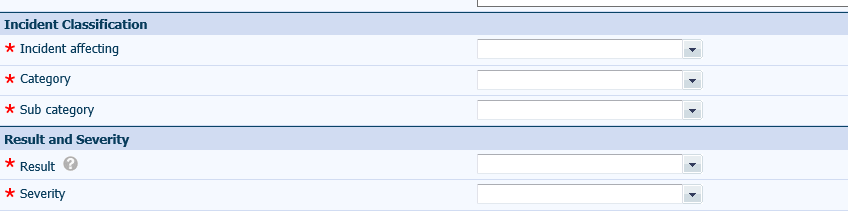 Incident Classification
* Incident affecting
* Category
* Sub category
Result and Severity
* Result ?
* Severity